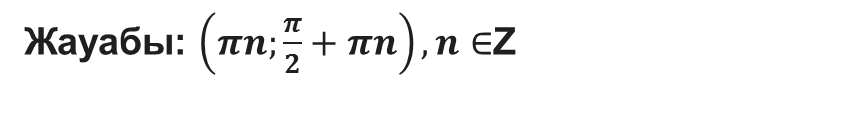 Жауабы: (πn; π/2 + πn), n ∈ Z